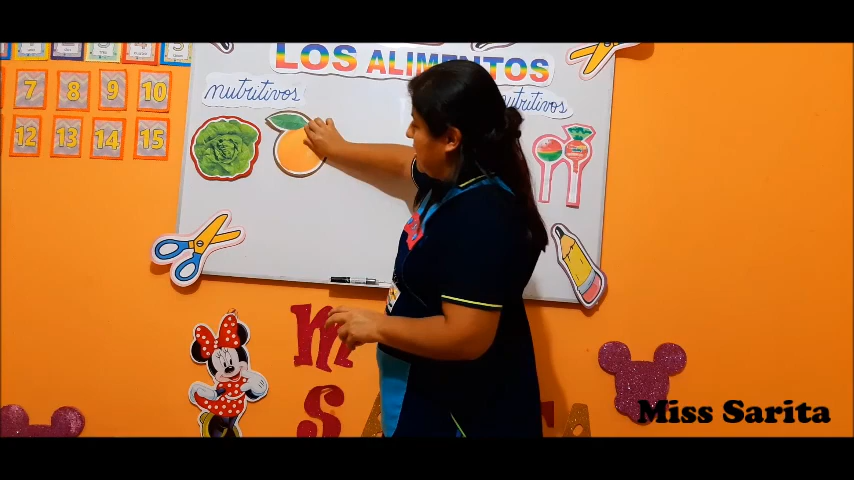 LOS ALIMENTOS
nutritivos
nutritivos
7 8 9 10
12 13 14 15
m
s
a
Miss Sarita